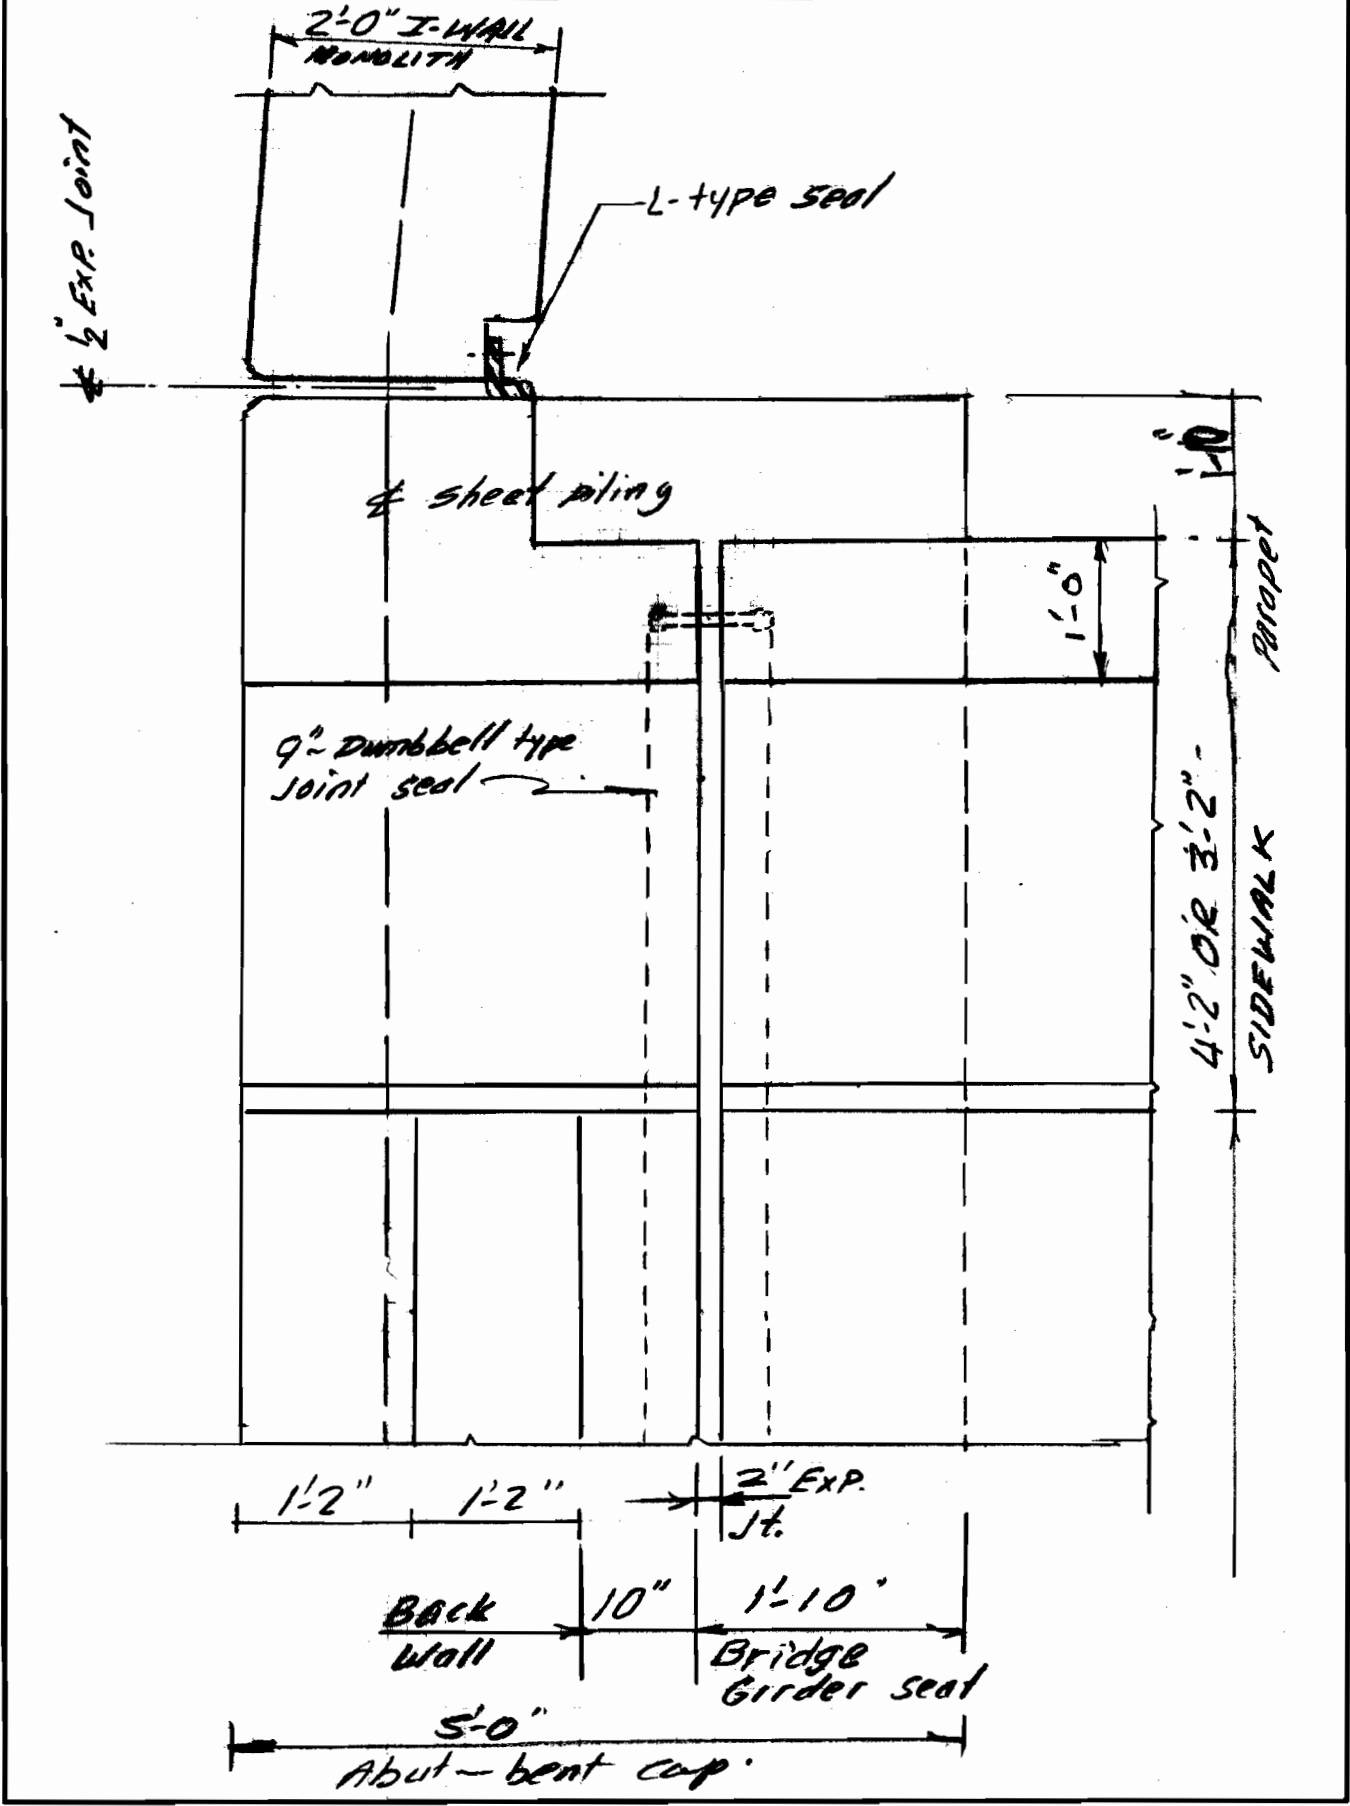 2'-0" I-WALL
MONOLITH
℄ ½" EXP. Joint
L-type seal
℄ sheet piling
1'-0"
Parapet
1'-0"
9"- Dumbbell type
Joint seal
4'-2" OR 3'-2"
SIDEWALK
1'-2"
1'-2"
2" EXP.
Jt.
Back
Wall
10"
1'-10"
Bridge
Girder seat
5'-0"
Abut-bent cap.